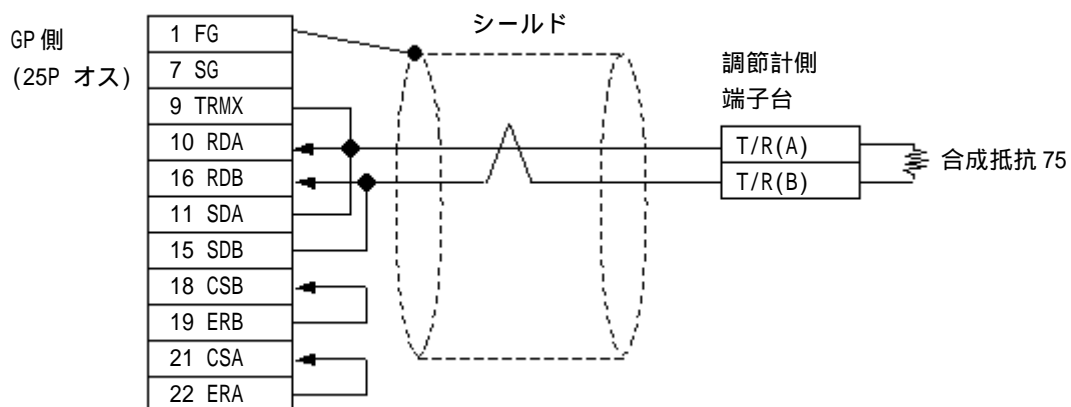 シールド
GP 側
(25P オス)
1 FG
7 SG
9 TRMX
10 RDA
16 RDB
11 SDA
15 SDB
18 CSB
19 ERB
21 CSA
22 ERA
調節計側
端子台
T/R(A)
T/R(B)
合成抵抗 75